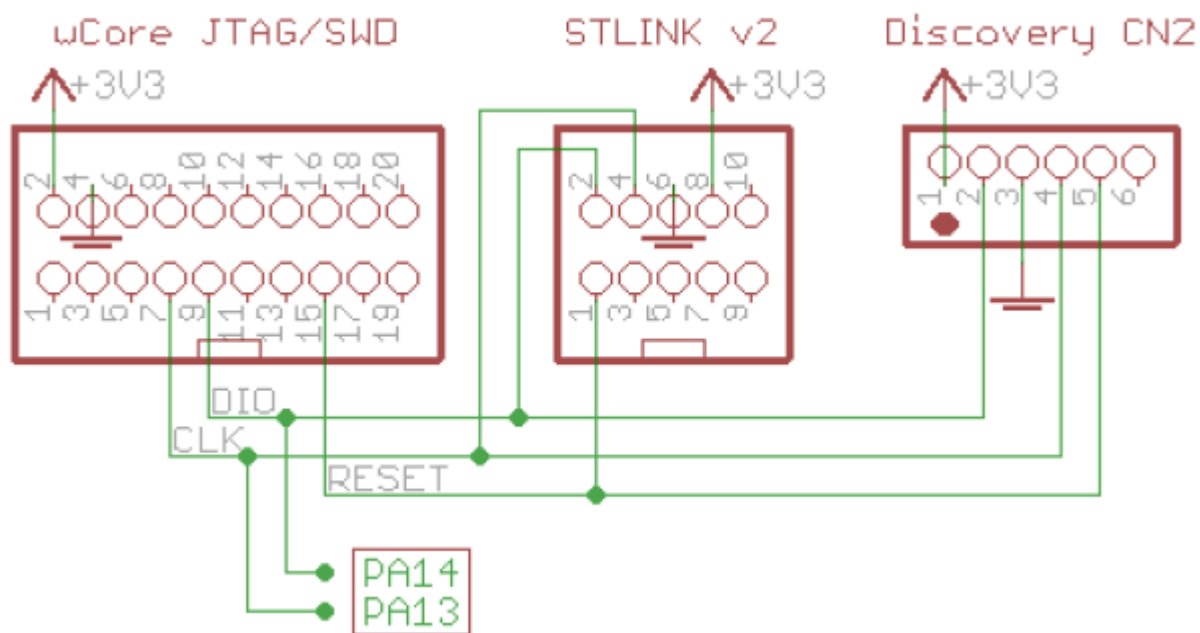 wCore JTAG/SWD
STLINK v2
Discovery CN2
+3V3
+3V3
+3V3
2 4 6 8 10 12 14 16 18 20
2 4 6 8 10
1 2 3 4 5 6
1 3 5 7 9 11 13 15 17 19
1 3 5 7 9
DIO
CLK
RESET
PA14
PA13